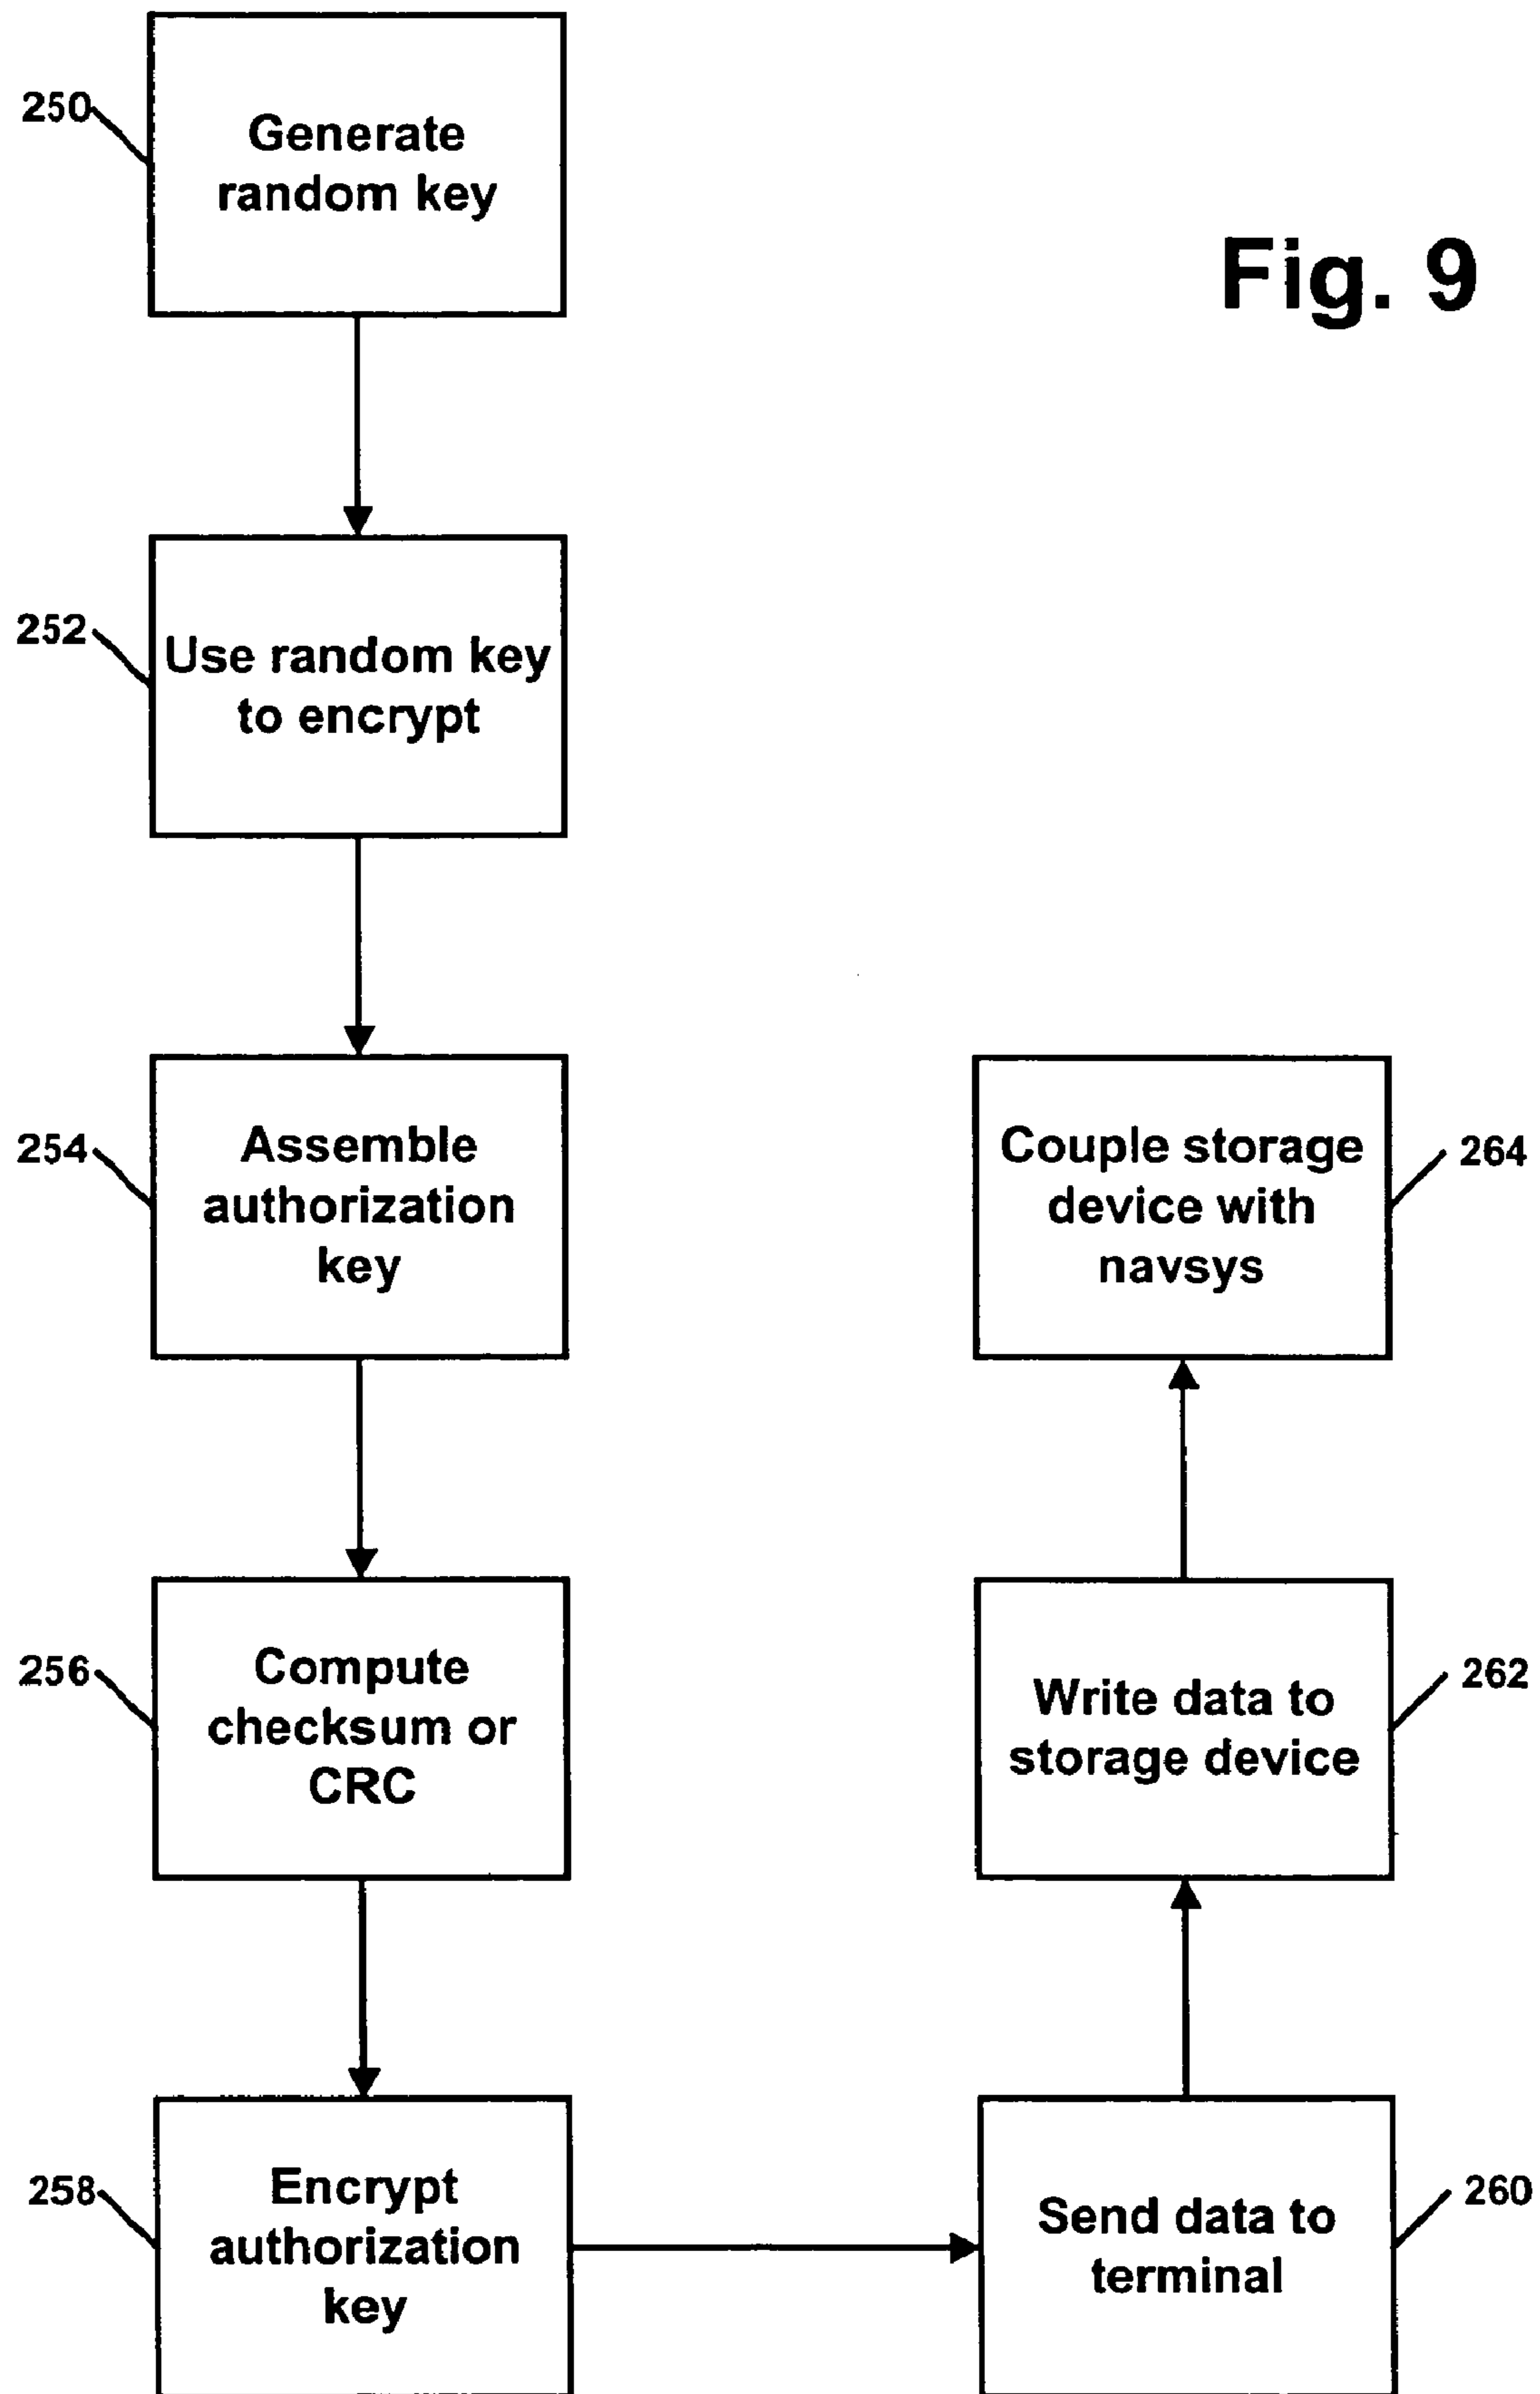 Fig. 9
250
Generate
random key
252
Use random key
to encrypt
254
Assemble
authorization
key
256
Compute
checksum or
CRC
258
Encrypt
authorization
key
260
Send data to
terminal
262
Write data to
storage device
264
Couple storage
device with
navsys